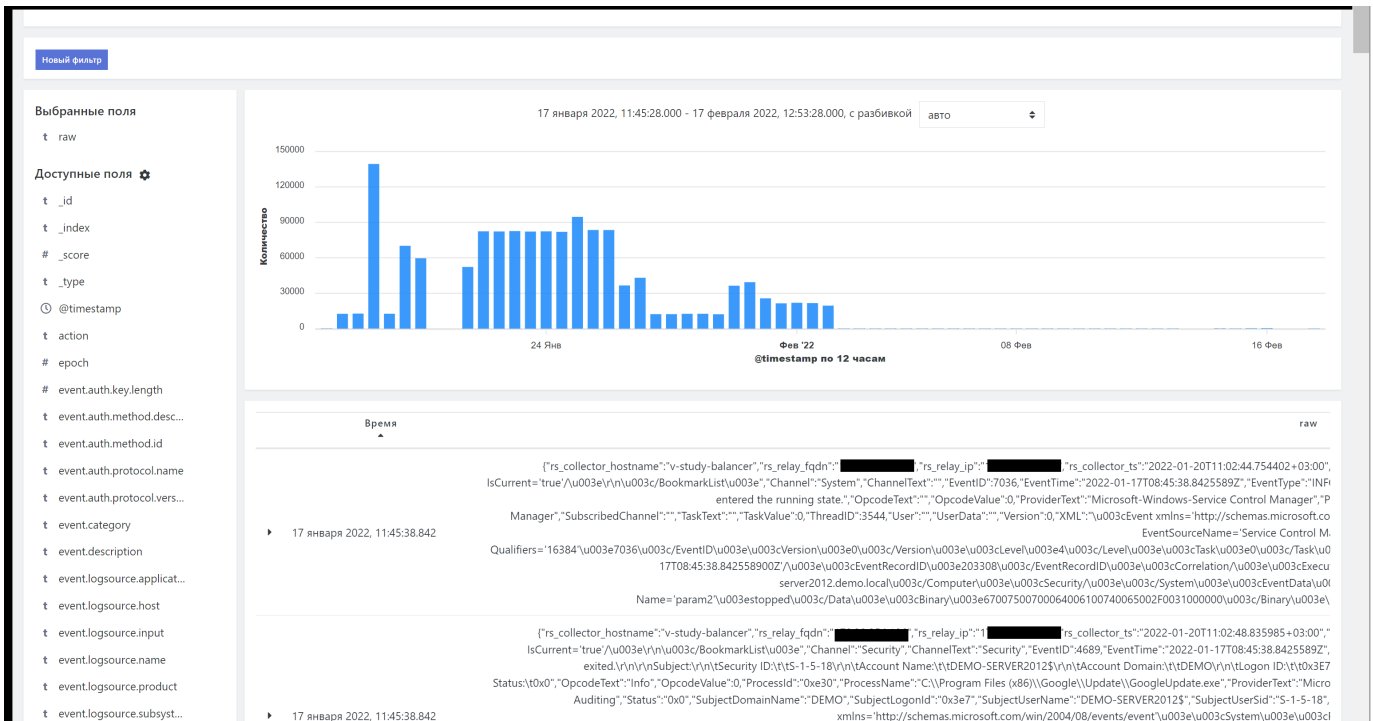 Новый фильтр
Выбранные поля
t raw
Доступные поля
t _id
t _index
# _score
t _type
@timestamp
t action
# epoch
# event.auth.key.length
t event.auth.method.desc...
t event.auth.method.id
t event.auth.protocol.name
t event.auth.protocol.vers...
t event.category
t event.description
t event.logsource.applicat...
t event.logsource.host
t event.logsource.input
t event.logsource.name
t event.logsource.product
t event.logsource.subsyst...
17 января 2022, 11:45:28.000 - 17 февраля 2022, 12:53:28.000, с разбивкой авто
Количество
150000
120000
90000
60000
30000
0
24 Янв Фев '22 08 Фев 16 Фев
@timestamp по 12 часам
Время raw
{"rs_collector_hostname":"v-study-balancer","rs_relay_fqdn":" ","rs_relay_ip":" ,"rs_collector_ts":"2022-01-20T11:02:44.754402+03:00",
IsCurrent='true'/\u003e\r\n\u003c/BookmarkList\u003e","Channel":"System","ChannelText":"","EventID":7036,"EventTime":"2022-01-17T08:45:38.8425589Z","EventType":"INF
entered the running state.","OpcodeText":"","OpcodeValue":0,"ProviderText":"Microsoft-Windows-Service Control Manager","P
Manager","SubscribedChannel":"","TaskText":"","TaskValue":0,"ThreadID":3544,"User":"","UserData":"","Version":0,"XML":"\u003cEvent xmlns='http://schemas.microsoft.co
EventSourceName='Service Control M
17 января 2022, 11:45:38.842
Qualifiers='16384'\u003e7036\u003c/EventID\u003e\u003cVersion\u003e0\u003c/Version\u003e\u003cLevel\u003e4\u003c/Level\u003e\u003cTask\u003e0\u003c/Task\u0
17T08:45:38.842558900Z'/\u003e\u003cEventRecordID\u003e203308\u003c/EventRecordID\u003e\u003cCorrelation/\u003e\u003cExecu
server2012.demo.local\u003c/Computer\u003e\u003cSecurity/\u003e\u003c/System\u003e\u003cEventData\u00
Name='param2'\u003estopped\u003c/Data\u003e\u003cBinary\u003e67007500700064006100740065002F0031000000\u003c/Binary\u003e\
{"rs_collector_hostname":"v-study-balancer","rs_relay_fqdn":" ","rs_relay_ip":"1 "rs_collector_ts":"2022-01-20T11:02:48.835985+03:00","
IsCurrent='true'/\u003e\r\n\u003c/BookmarkList\u003e","Channel":"Security","ChannelText":"Security","EventID":4689,"EventTime":"2022-01-17T08:45:38.8425589Z",
exited.\r\n\r\nSubject:\r\n\tSecurity ID:\t\tS-1-5-18\r\n\tAccount Name:\t\tDEMO-SERVER2012$\r\n\tAccount Domain:\t\tDEMO\r\n\tLogon ID:\t\t0x3E7
Status:\t0x0","OpcodeText":"Info","OpcodeValue":0,"ProcessId":"0xe30","ProcessName":"C:\\Program Files (x86)\\Google\\Update\\GoogleUpdate.exe","ProviderText":"Micro
Auditing","Status":"0x0","SubjectDomainName":"DEMO","SubjectLogonId":"0x3e7","SubjectUserName":"DEMO-SERVER2012$","SubjectUserSid":"S-1-5-18",
17 января 2022, 11:45:38.842
xmlns='http://schemas.microsoft.com/win/2004/08/events/event'\u003e\u003cSystem\u003e\u003cl